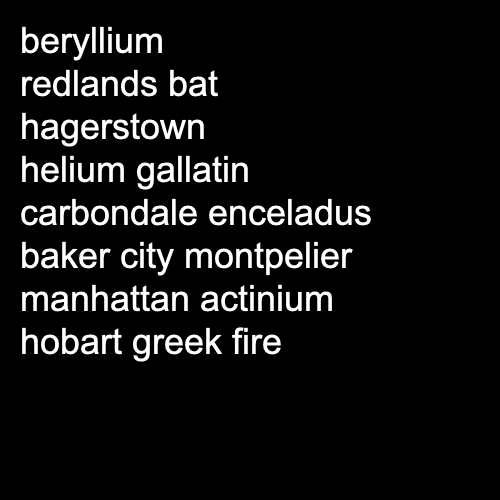 beryllium
redlands bat
hagerstown
helium gallatin
carbondale enceladus
baker city montpelier
manhattan actinium
hobart greek fire